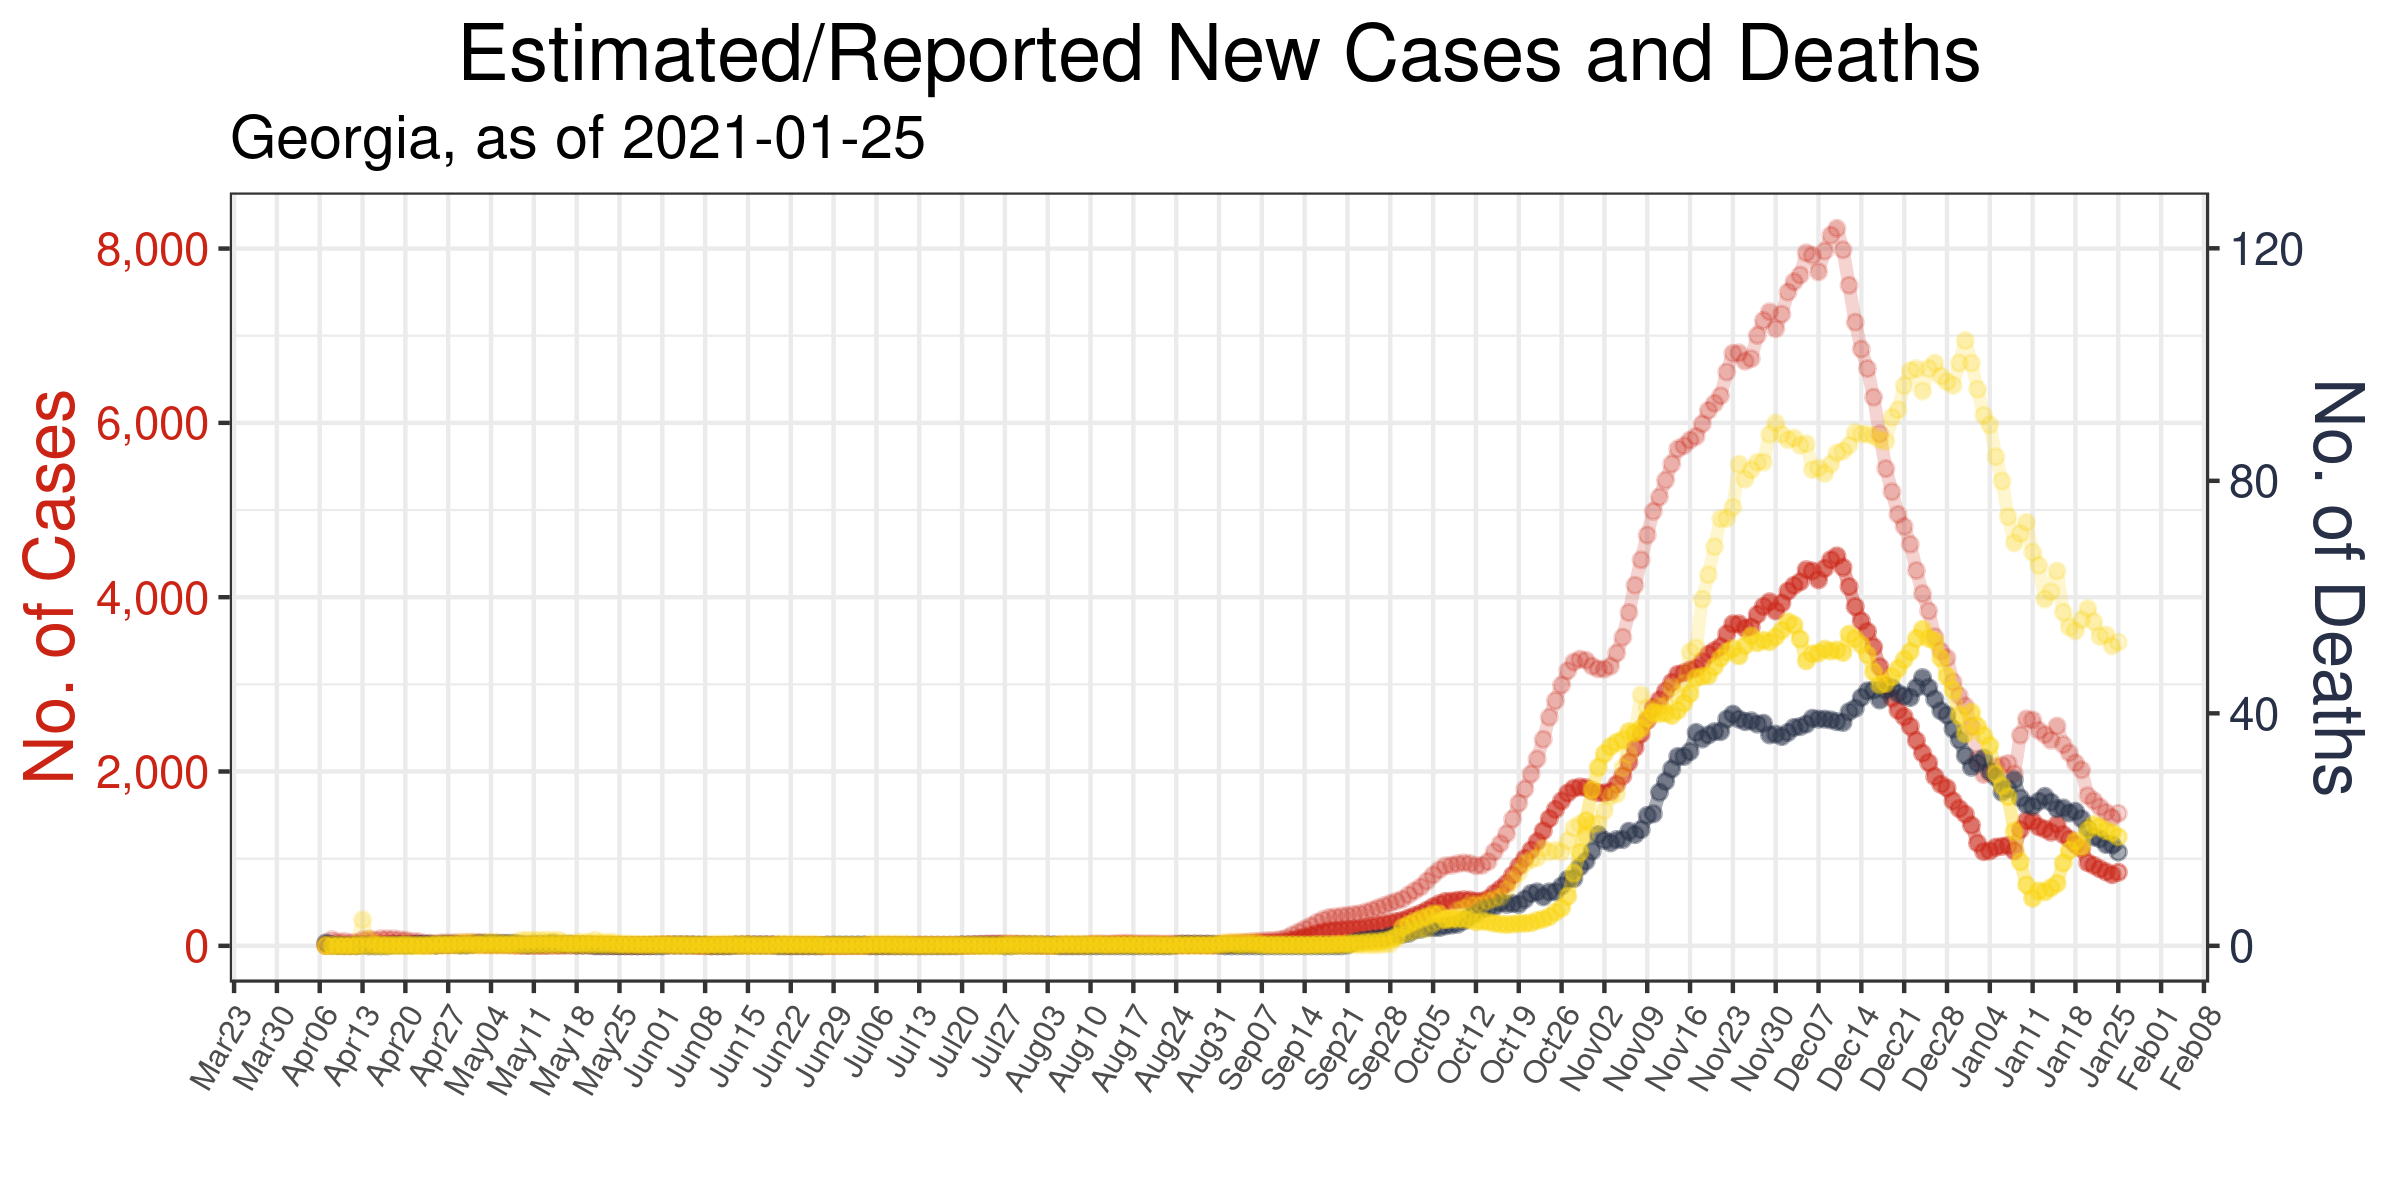 Estimated/Reported New Cases and Deaths
Georgia, as of 2021-01-25
No. of Cases
8,000
6,000
4,000
2,000
0
No. of Deaths
120
80
40
0
Mar23
Mar30
Apr06
Apr13
Apr20
Apr27
May04
May11
May18
May25
Jun01
Jun08
Jun15
Jun22
Jun29
Jul06
Jul13
Jul20
Jul27
Aug03
Aug10
Aug17
Aug24
Aug31
Sep07
Sep14
Sep21
Sep28
Oct05
Oct12
Oct19
Oct26
Nov02
Nov09
Nov16
Nov23
Nov30
Dec07
Dec14
Dec21
Dec28
Jan04
Jan11
Jan18
Jan25
Feb01
Feb08